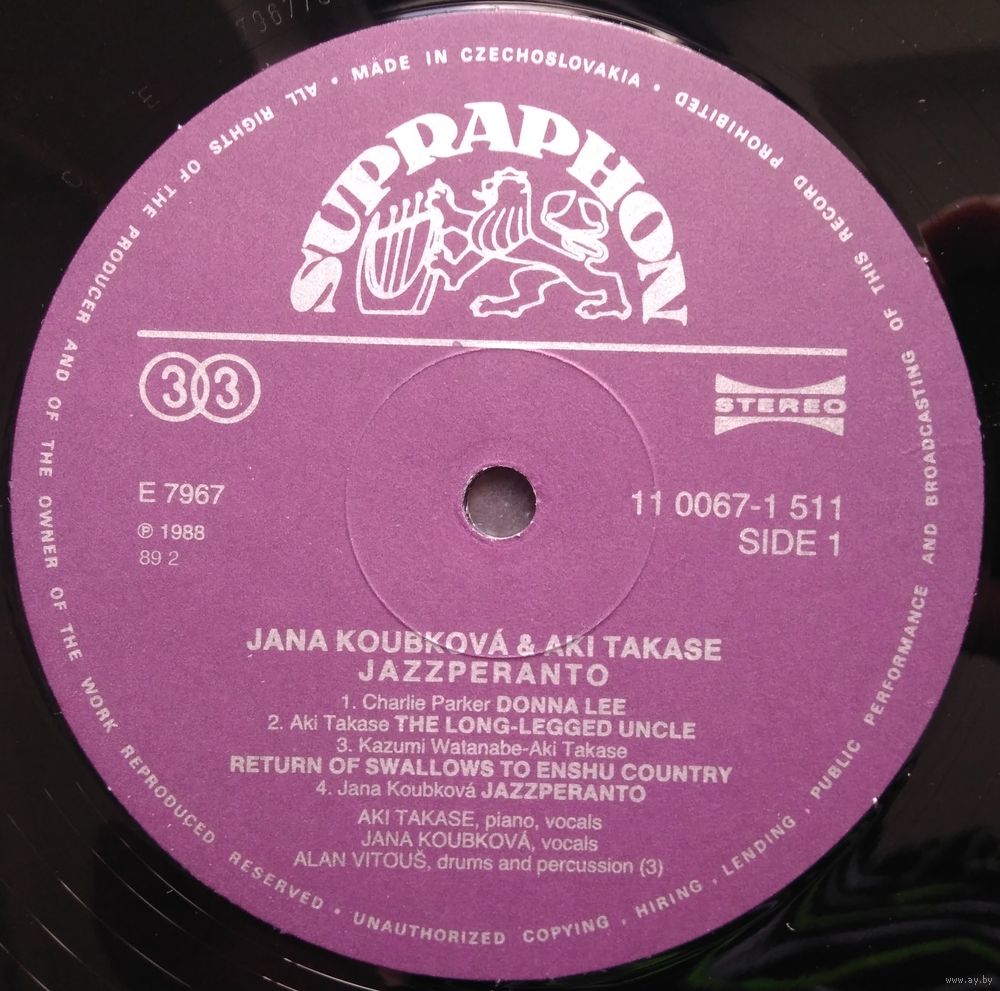 MADE IN CZECHOSLOVAKIA • ALL RIGHTS OF THE PRODUCER AND OF THE OWNER OF THE WORK REPRODUCED RESERVED • UNAUTHORIZED COPYING, HIRING, LENDING, PUBLIC PERFORMANCE AND BROADCASTING OF THIS RECORD PROHIBITED •
SUPRAPHON
33
STEREO
E 7967
℗ 1988
89 2
11 0067-1 511
SIDE 1
JANA KOUBKOVÁ & AKI TAKASE
JAZZPERANTO
1. Charlie Parker DONNA LEE
2. Aki Takase THE LONG-LEGGED UNCLE
3. Kazumi Watanabe-Aki Takase
RETURN OF SWALLOWS TO ENSHU COUNTRY
4. Jana Koubková JAZZPERANTO
AKI TAKASE, piano, vocals
JANA KOUBKOVÁ, vocals
ALAN VITOUŠ, drums and percussion (3)
www.ay.by